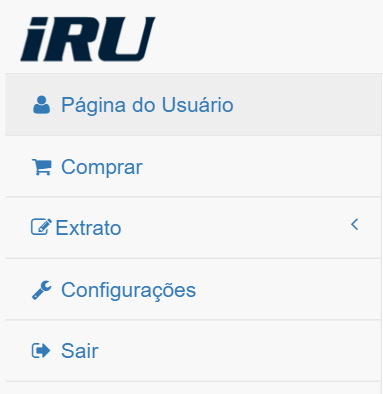 iRU
Página do Usuário
Comprar
Extrato
Configurações
Sair